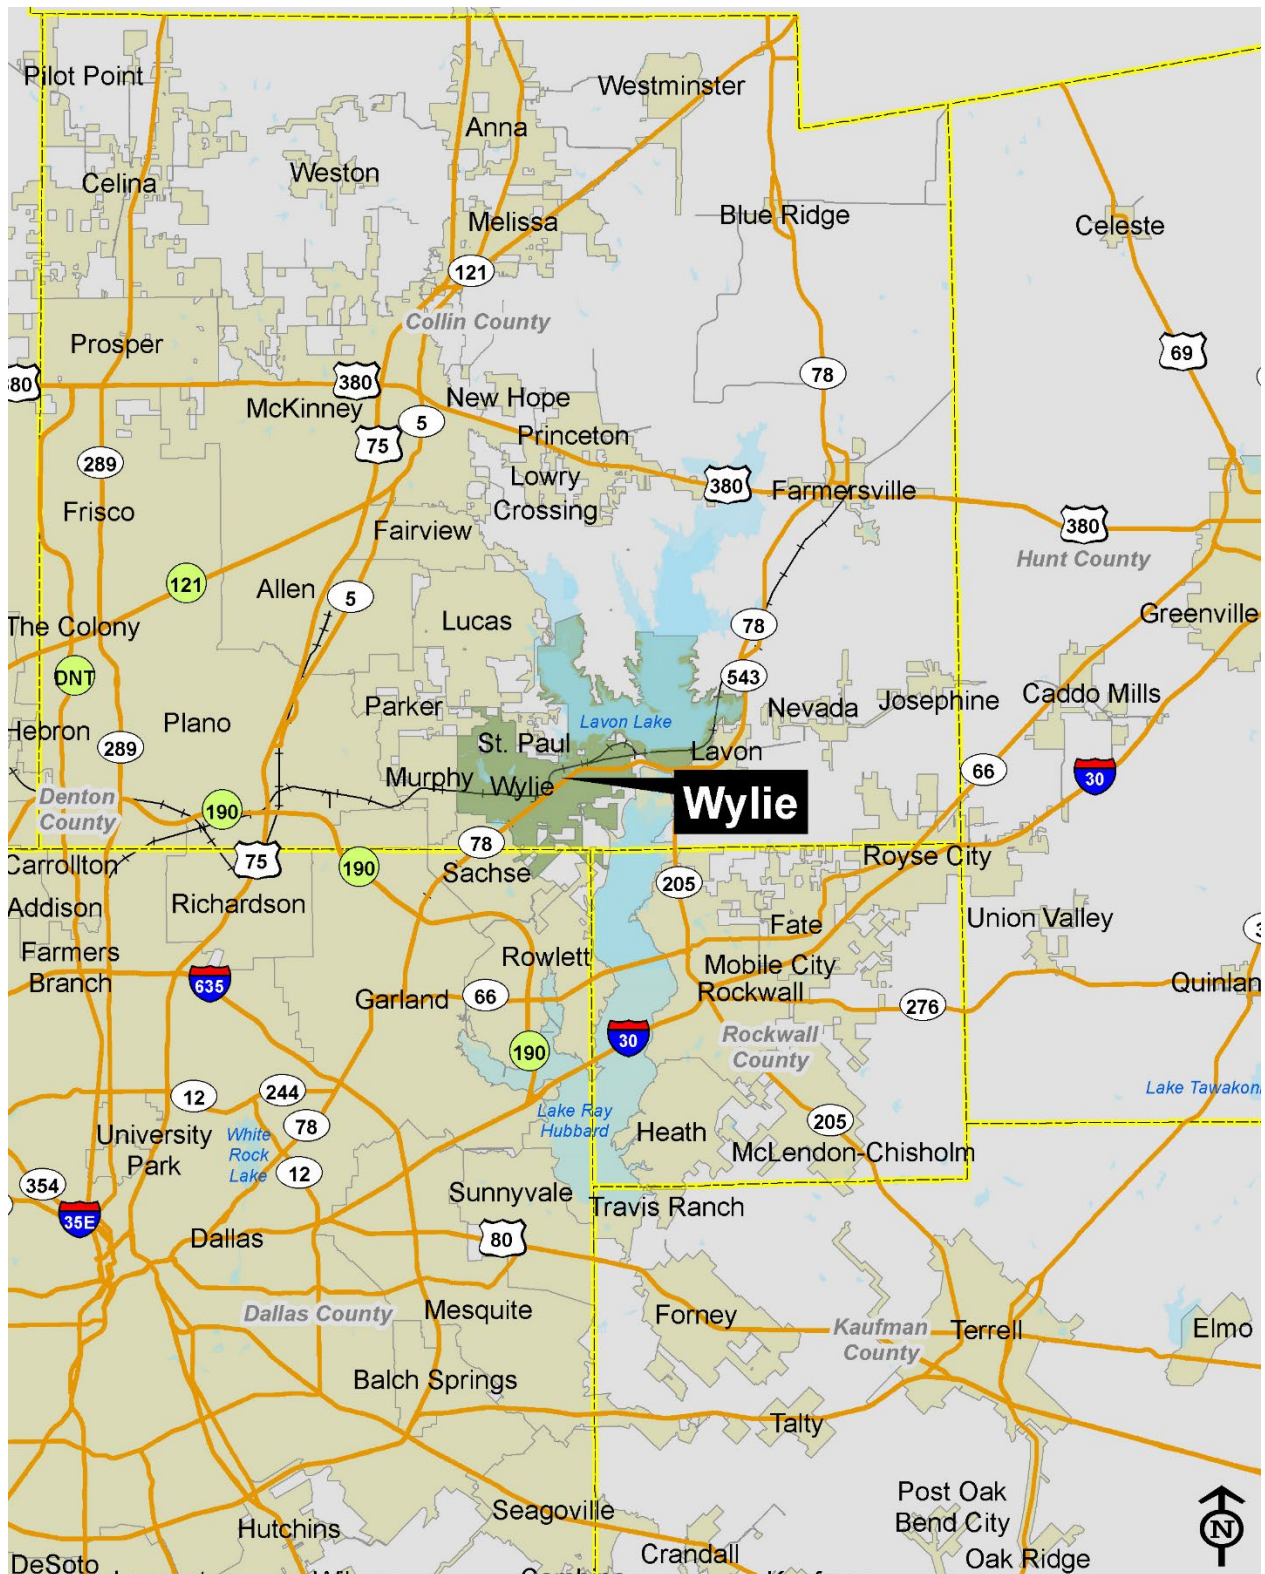 Pilot Point
Westminster
Anna
Weston
Celina
Blue Ridge
Melissa
Celeste
121
Collin County
Prosper
69
380
380
78
McKinney
New Hope
5
75
Princeton
289
Lowry
Crossing
380
Farmersville
Frisco
Fairview
380
Hunt County
121
Allen
5
Greenville
Lucas
The Colony
78
DNT
543
Caddo Mills
Josephine
Parker
Nevada
Plano
Lavon Lake
Hebron
St. Paul
289
Lavon
Murphy
Wylie
66
30
Denton
County
190
Wylie
78
75
190
Carrollton
Sachse
Royse City
205
Addison
Richardson
Union Valley
Fate
Farmers
Branch
Rowlett
Mobile City
635
Garland
66
Rockwall
276
Quinlan
30
Rockwall
County
190
Lake Tawakoni
12
244
Lake Ray
Hubbard
78
205
University
Park
White
Rock
Lake
Heath
McLendon-Chisholm
12
354
Sunnyvale
Travis Ranch
35E
Dallas
80
Dallas County
Mesquite
Forney
Kaufman
County
Terrell
Elmo
Balch Springs
Talty
Post Oak
Bend City
Seagoville
Hutchins
N
Crandall
Oak Ridge
DeSoto